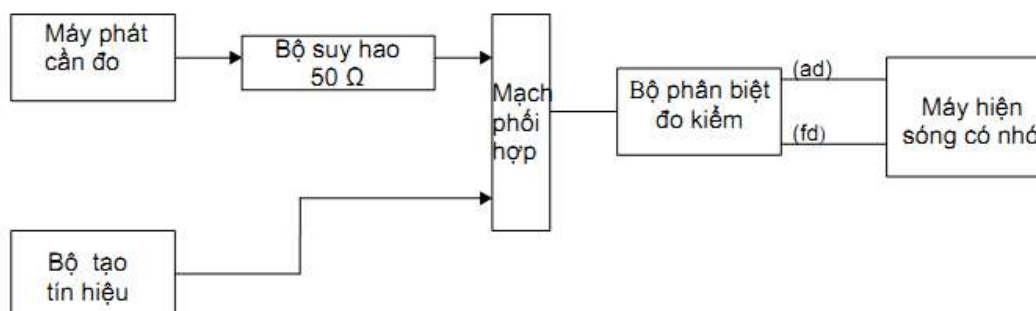 Máy phát
cần đo
Bộ suy hao
50 Ω
Mạch
phối
hợp
Bộ phân biệt
đo kiểm
(ad)
(fd)
Máy hiện
sóng có nhớ
Bộ tạo
tín hiệu